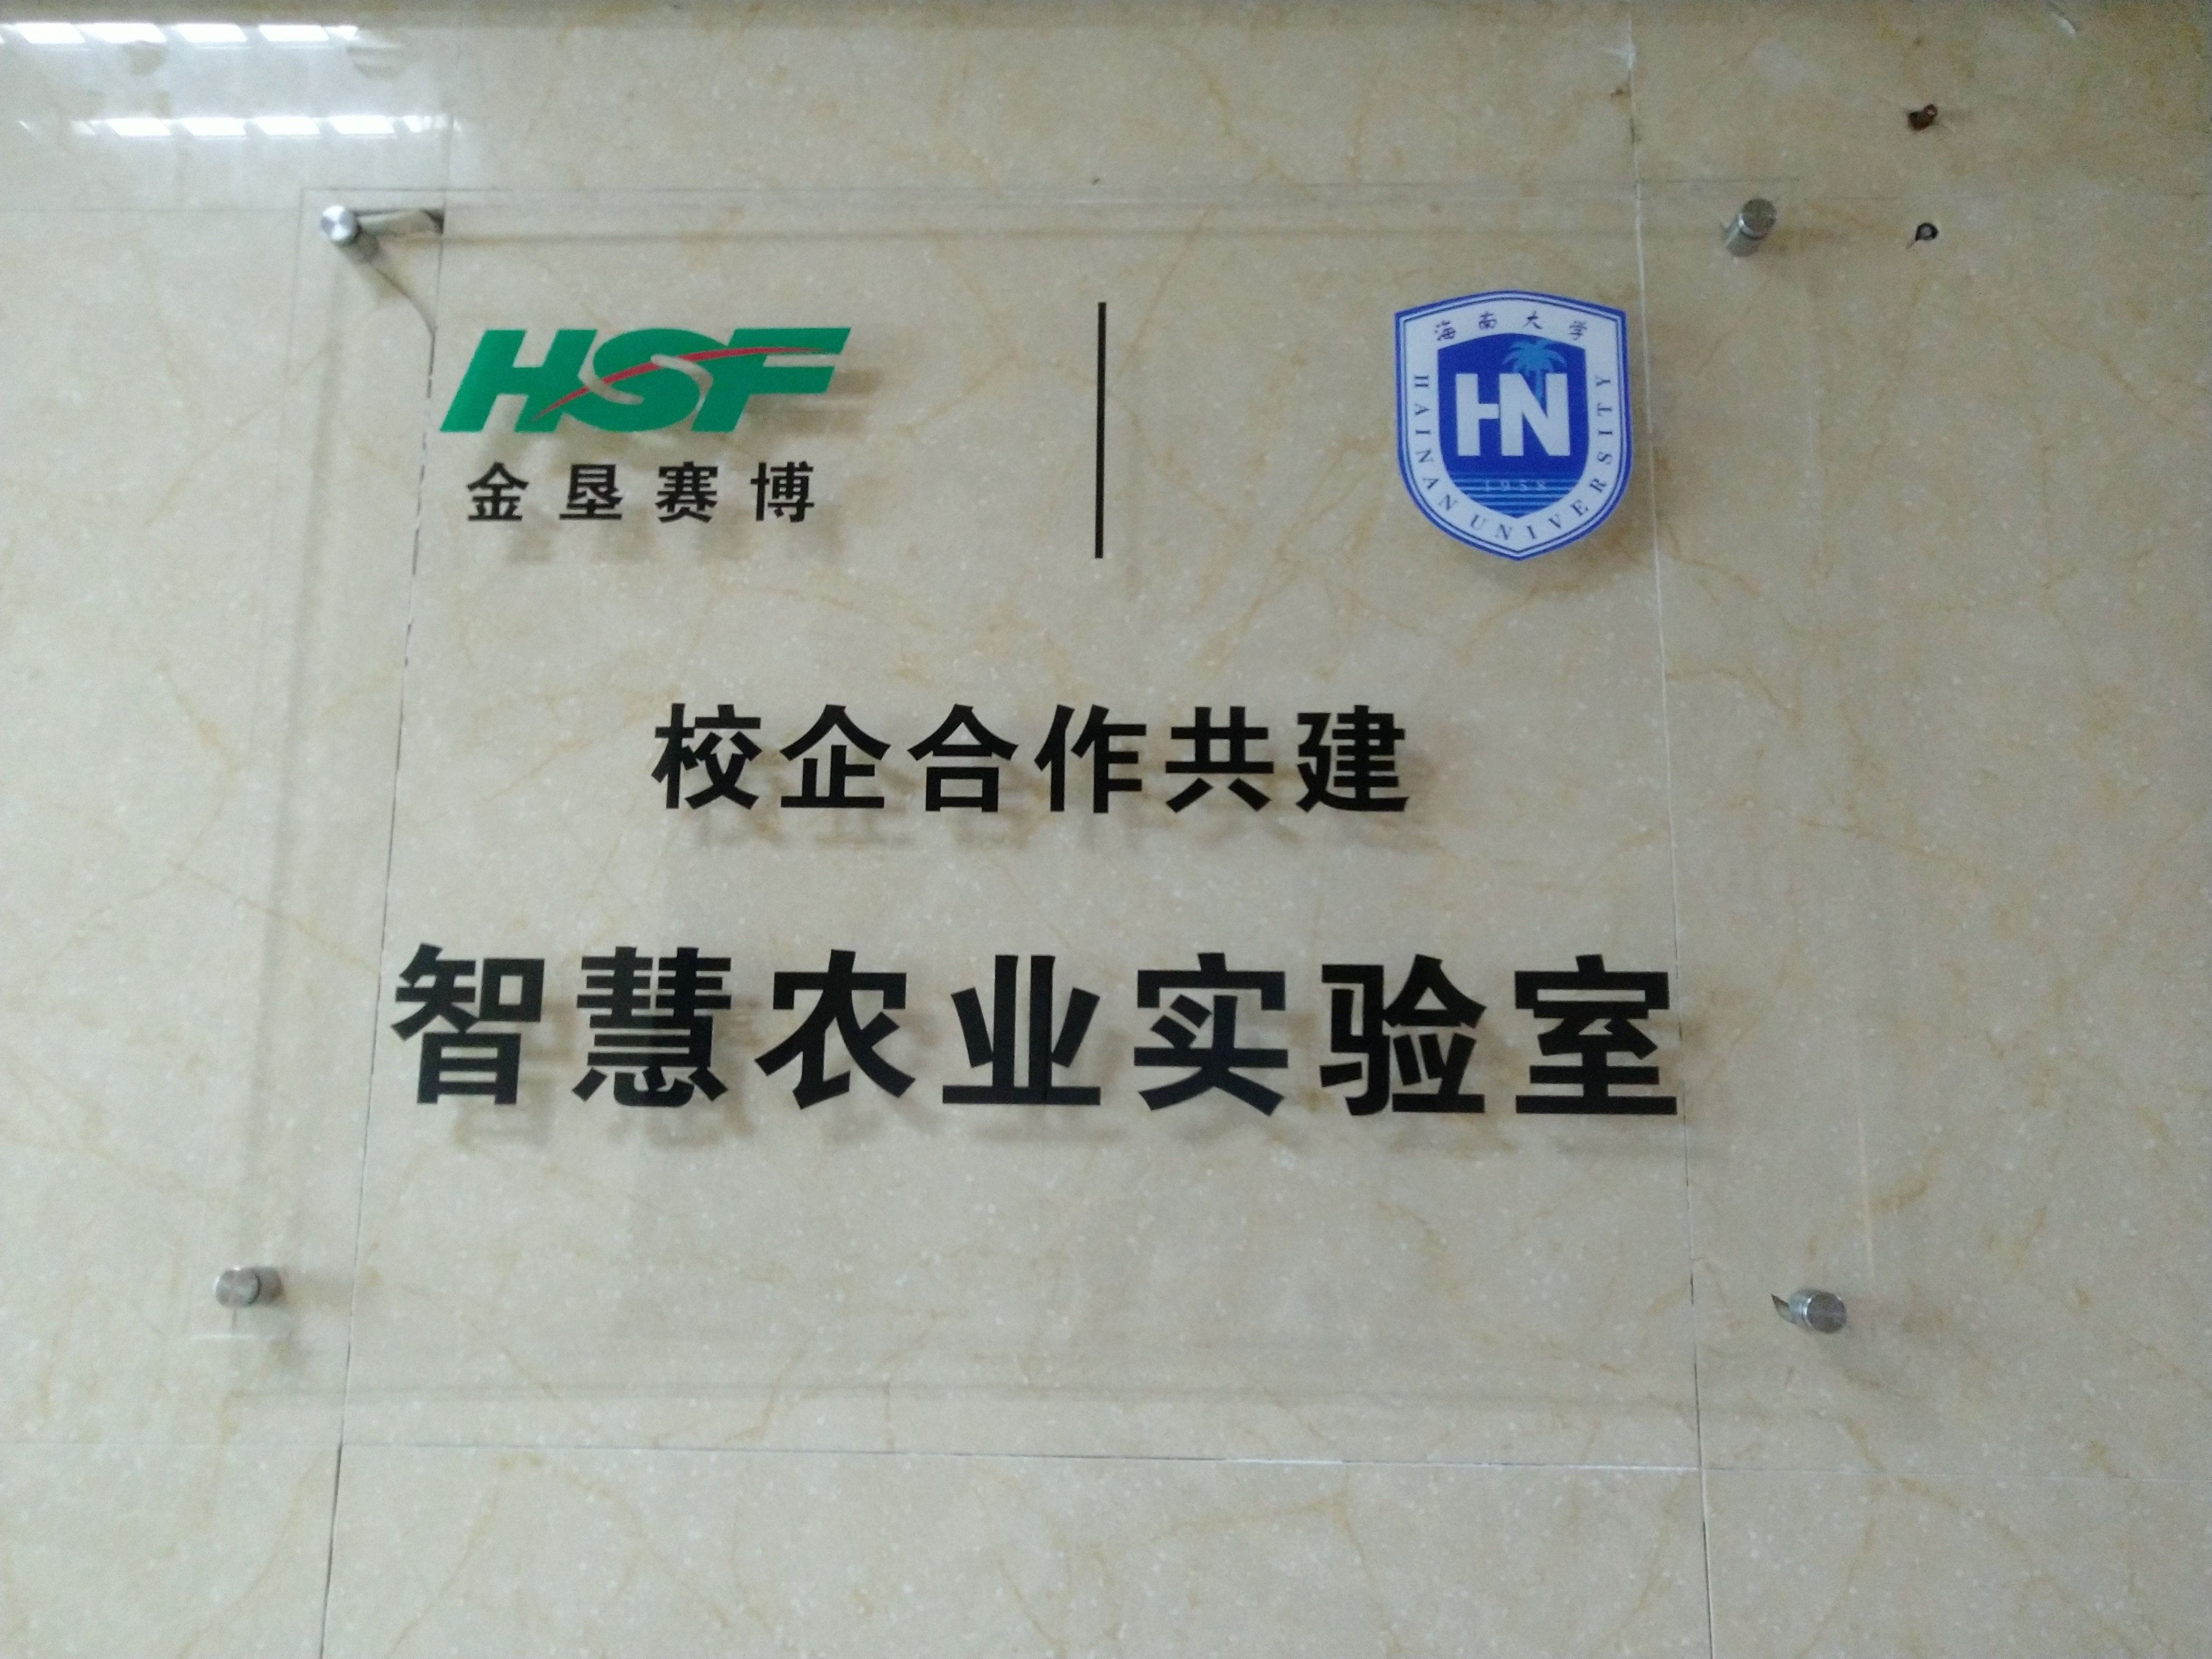 HSF
金垦赛博
海南大学
HN
1958
HAINAN UNIVERSITY
校企合作共建
智慧农业实验室